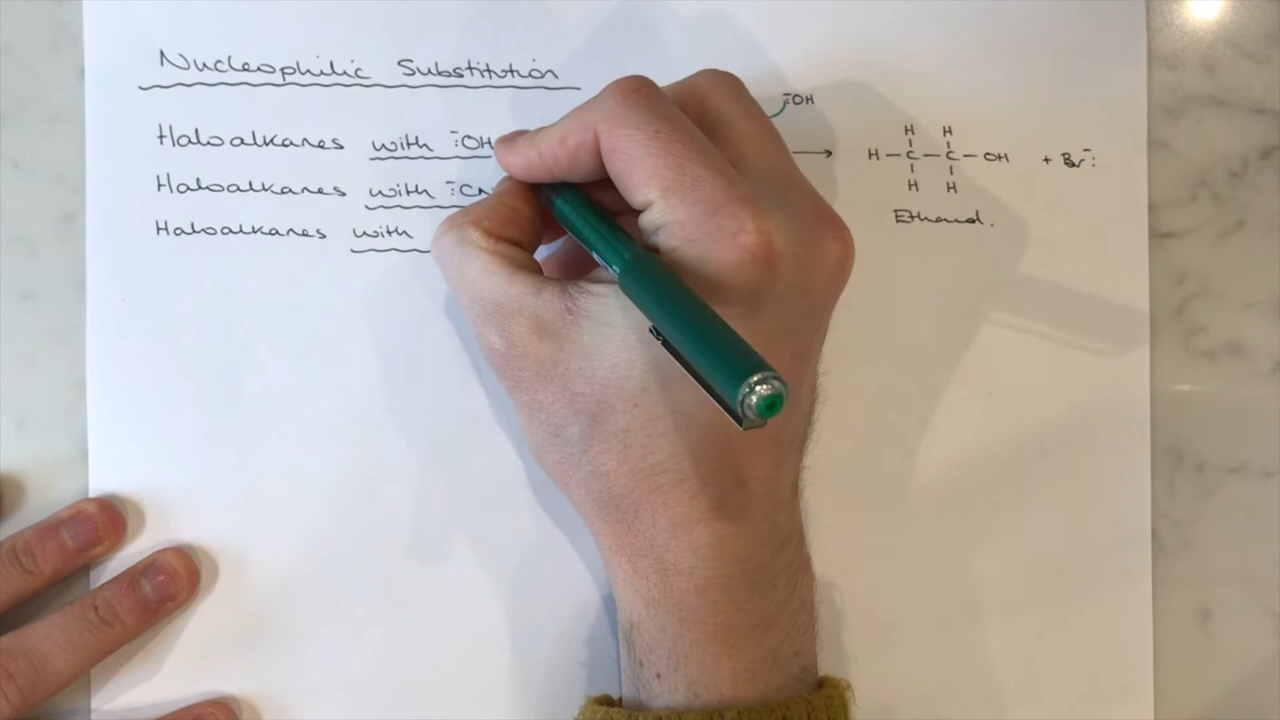 Nucleophilic Substitution
Haloalkanes with :⁻OH
Haloalkanes with :⁻CN
Haloalkanes with
:⁻OH
H H
H — C — C — OH + Br⁻:
H H
Ethanol.